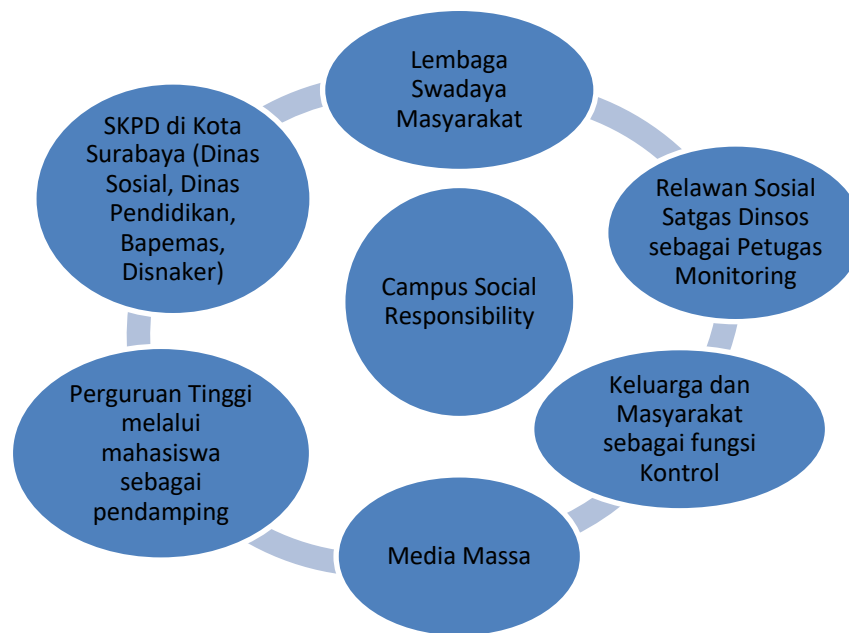 Lembaga
Swadaya
Masyarakat
SKPD di Kota
Surabaya (Dinas
Sosial, Dinas
Pendidikan,
Bapemas,
Disnaker)
Relawan Sosial
Satgas Dinsos
sebagai Petugas
Monitoring
Campus Social
Responsibility
Perguruan Tinggi
melalui
mahasiswa
sebagai
pendamping
Keluarga dan
Masyarakat
sebagai fungsi
Kontrol
Media Massa